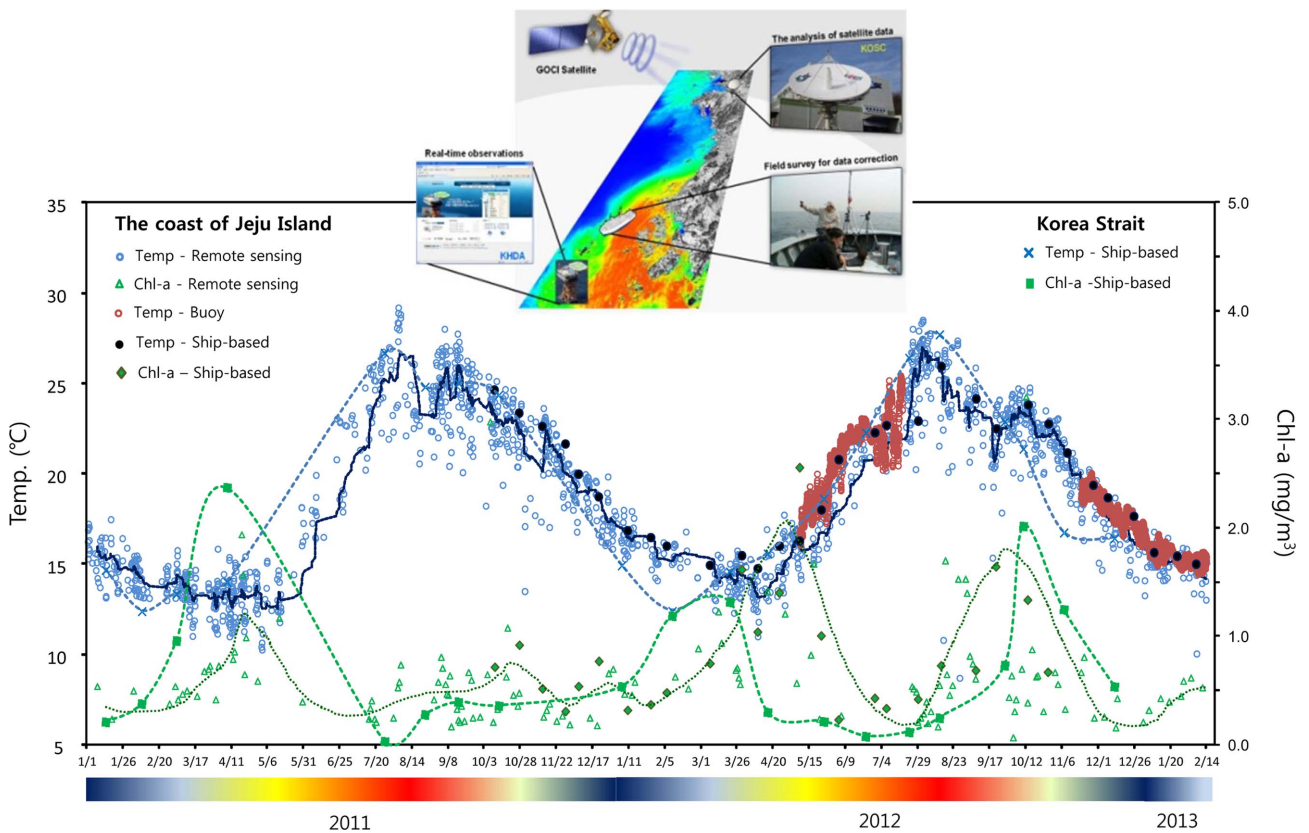 GOCI Satellite
The analysis of satellite data
KOSC
Real-time observations
KHDA
Field survey for data correction
The coast of Jeju Island
Temp - Remote sensing
Chl-a - Remote sensing
Temp - Buoy
Temp - Ship-based
Chl-a – Ship-based
Korea Strait
Temp - Ship-based
Chl-a -Ship-based
Temp. (℃)
35
30
25
20
15
10
5
Chl-a (mg/m³)
5.0
4.0
3.0
2.0
1.0
0.0
1/1 1/26 2/20 3/17 4/11 5/6 5/31 6/25 7/20 8/14 9/8 10/3 10/28 11/22 12/17 1/11 2/5 3/1 3/26 4/20 5/15 6/9 7/4 7/29 8/23 9/17 10/12 11/6 12/1 12/26 1/20 2/14
2011 2012 2013